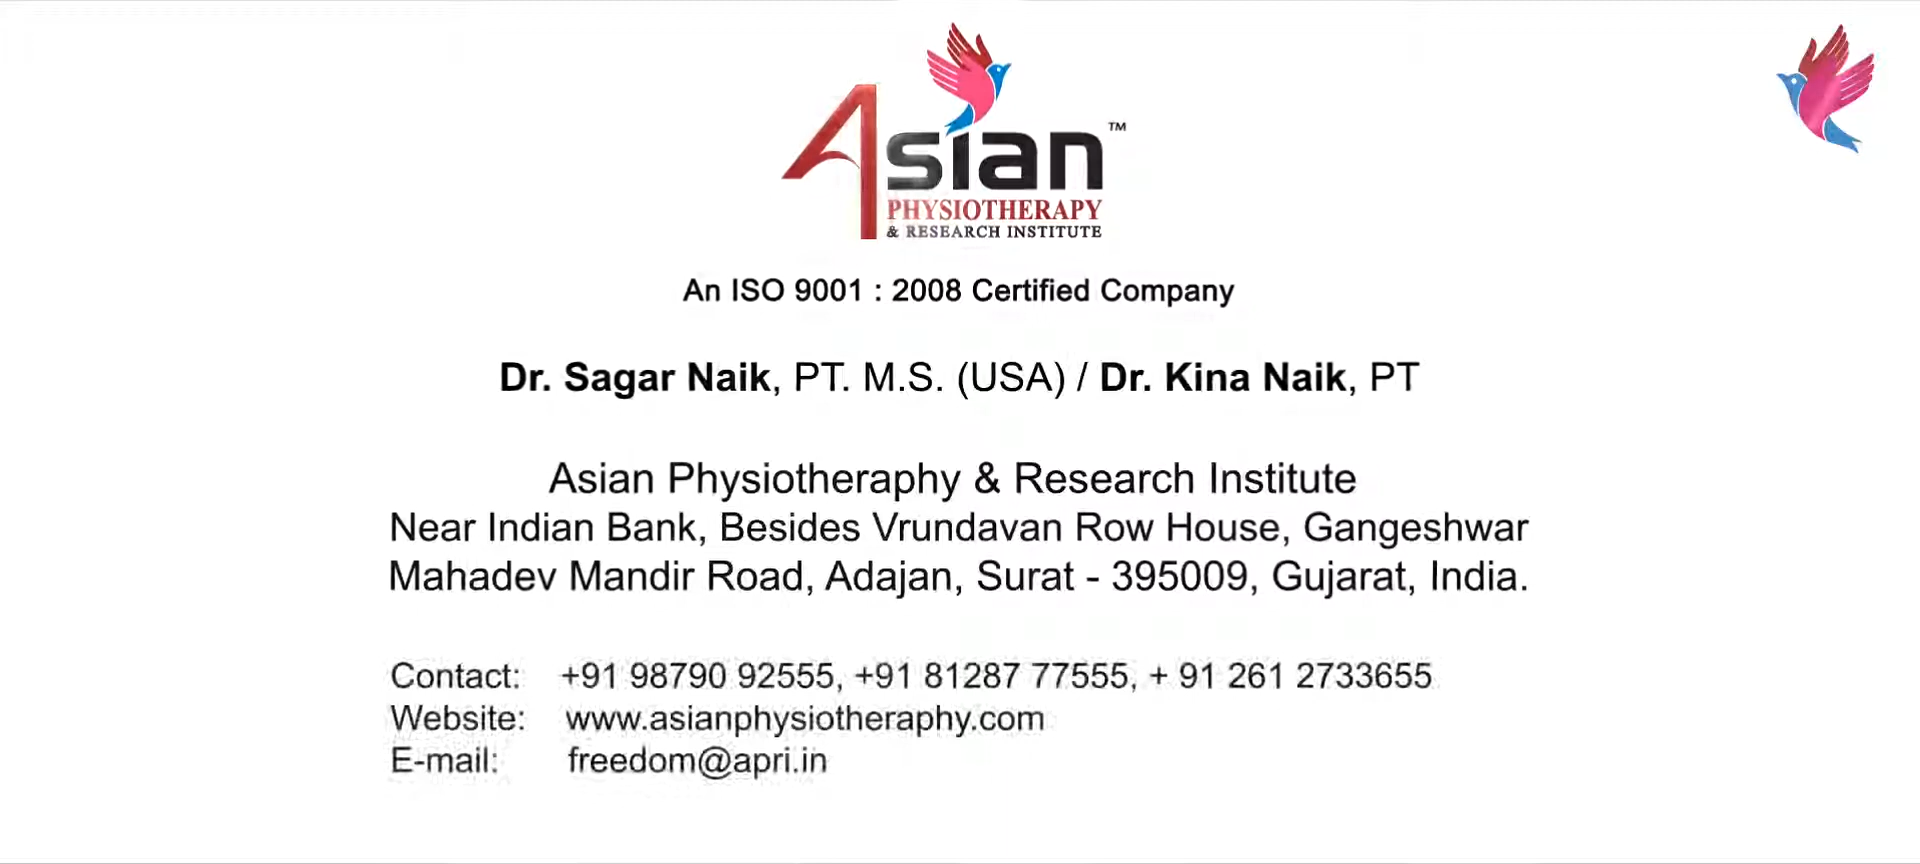 Asian™
PHYSIOTHERAPY
& RESEARCH INSTITUTE
An ISO 9001 : 2008 Certified Company
Dr. Sagar Naik, PT. M.S. (USA) / Dr. Kina Naik, PT
Asian Physiotheraphy & Research Institute
Near Indian Bank, Besides Vrundavan Row House, Gangeshwar
Mahadev Mandir Road, Adajan, Surat - 395009, Gujarat, India.
Contact: +91 98790 92555, +91 81287 77555, + 91 261 2733655
Website: www.asianphysiotheraphy.com
E-mail: freedom@apri.in